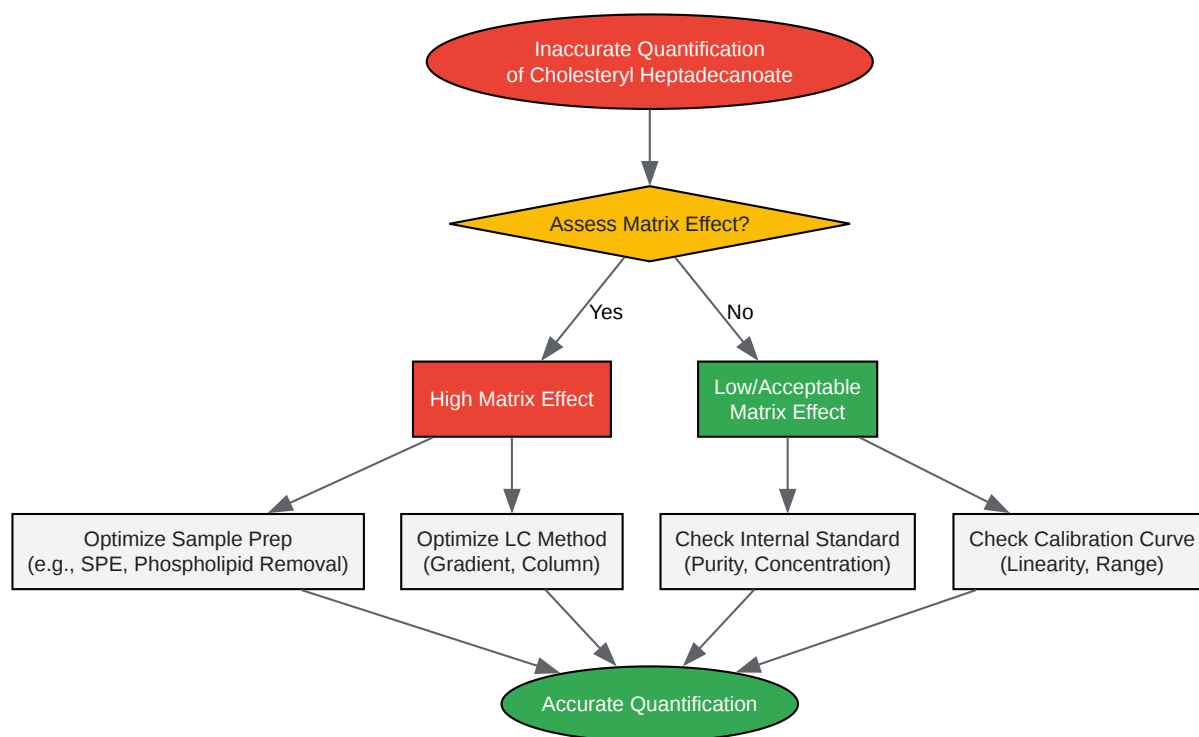 Inaccurate Quantification
of Cholesteryl Heptadecanoate
Assess Matrix Effect?
Yes
No
High Matrix Effect
Low/Acceptable
Matrix Effect
Optimize Sample Prep
(e.g., SPE, Phospholipid Removal)
Optimize LC Method
(Gradient, Column)
Check Internal Standard
(Purity, Concentration)
Check Calibration Curve
(Linearity, Range)
Accurate Quantification